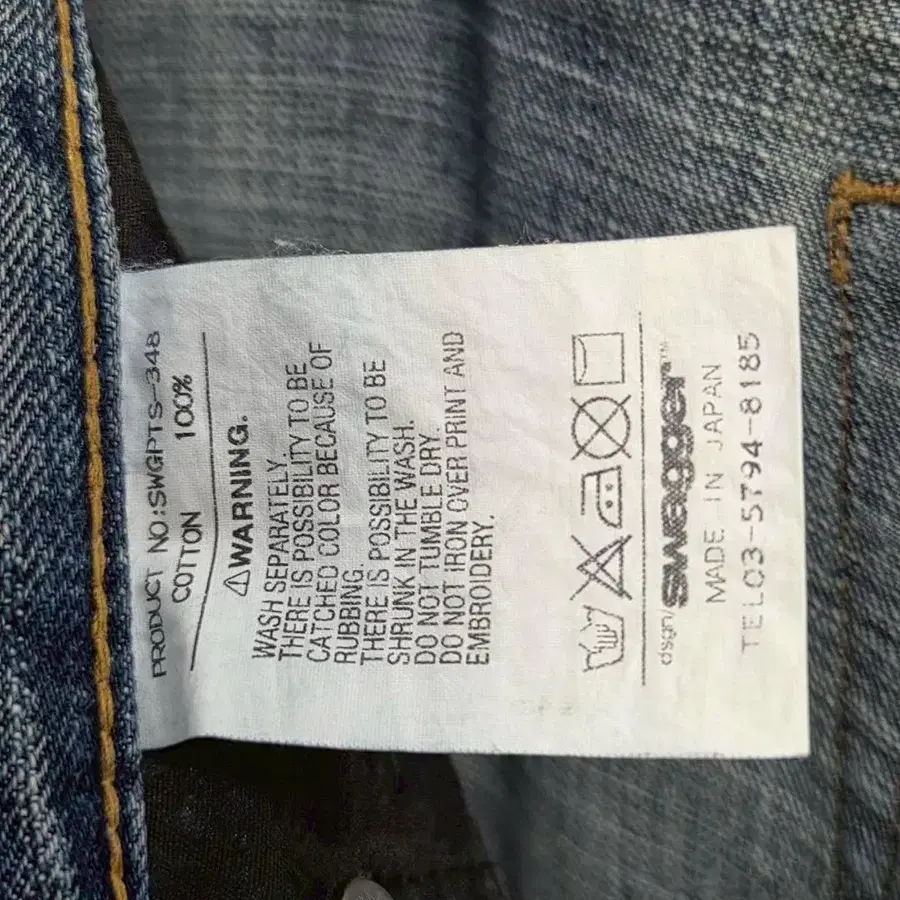 PRODUCT NO:SWGPTS-348
COTTON 100%
⚠WARNING.
WASH SEPARATELY.
THERE IS POSSIBILITY TO BE
CATCHED COLOR BECAUSE OF
RUBBING.
THERE IS POSSIBILITY TO BE
SHRUNK IN THE WASH.
DO NOT TUMBLE DRY.
DO NOT IRON OVER PRINT AND
EMBROIDERY.
dsgn/swagger™
MADE IN JAPAN
TEL03-5794-8185